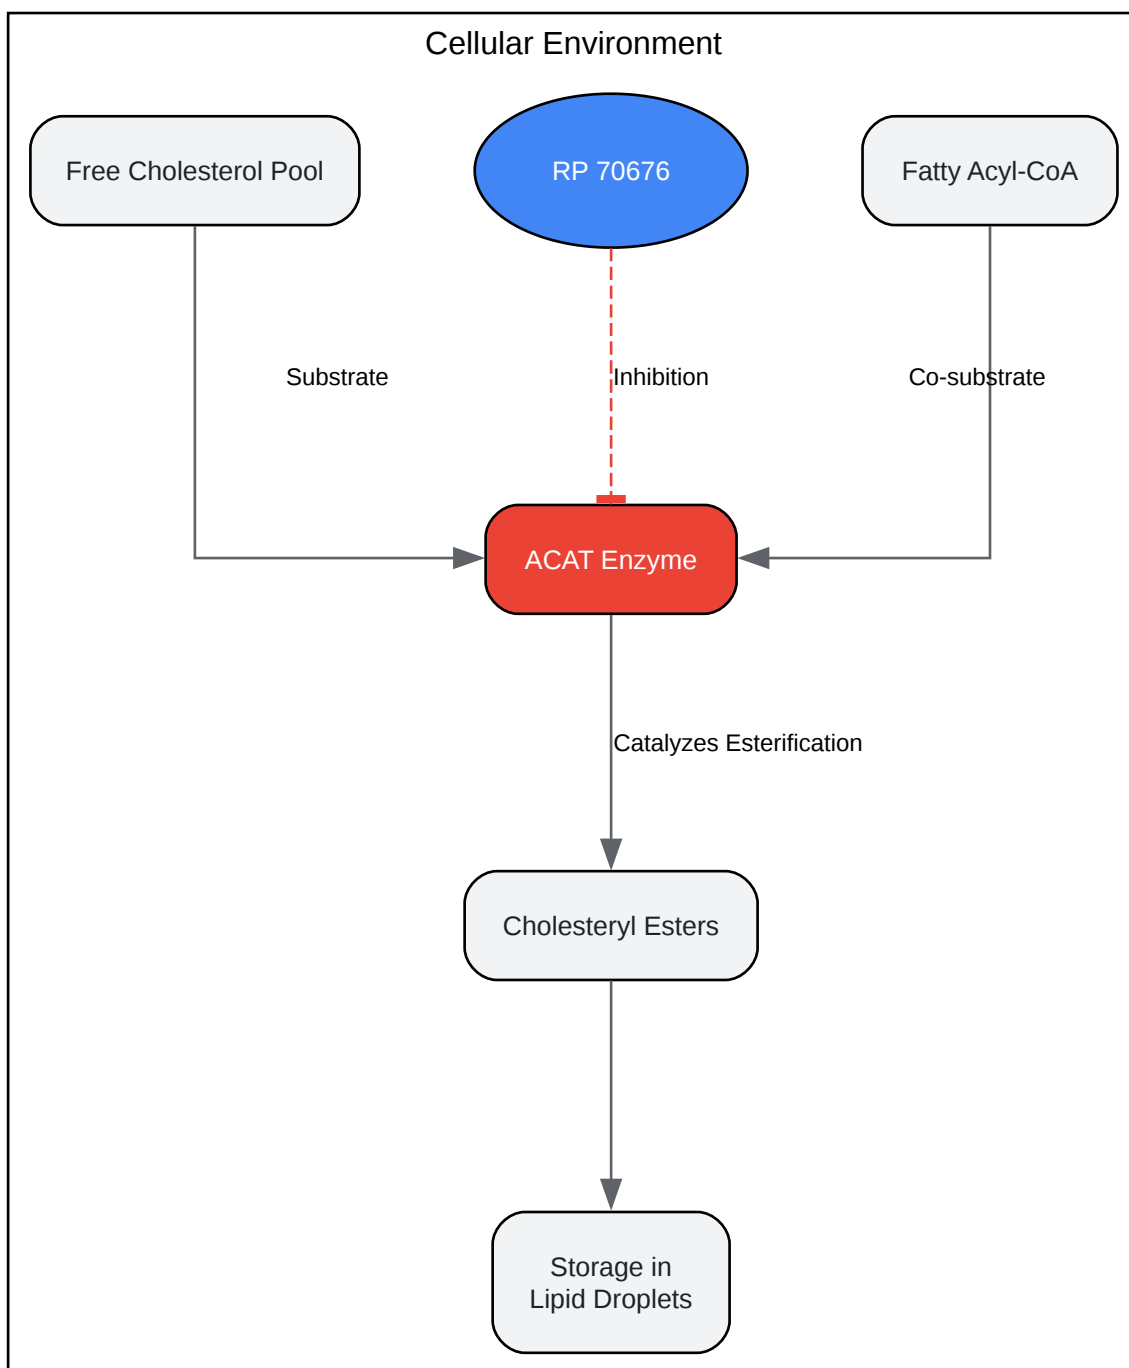 Cellular Environment
Free Cholesterol Pool
RP 70676
Fatty Acyl-CoA
Substrate
Inhibition
Co-substrate
ACAT Enzyme
Catalyzes Esterification
Cholesteryl Esters
Storage in
Lipid Droplets